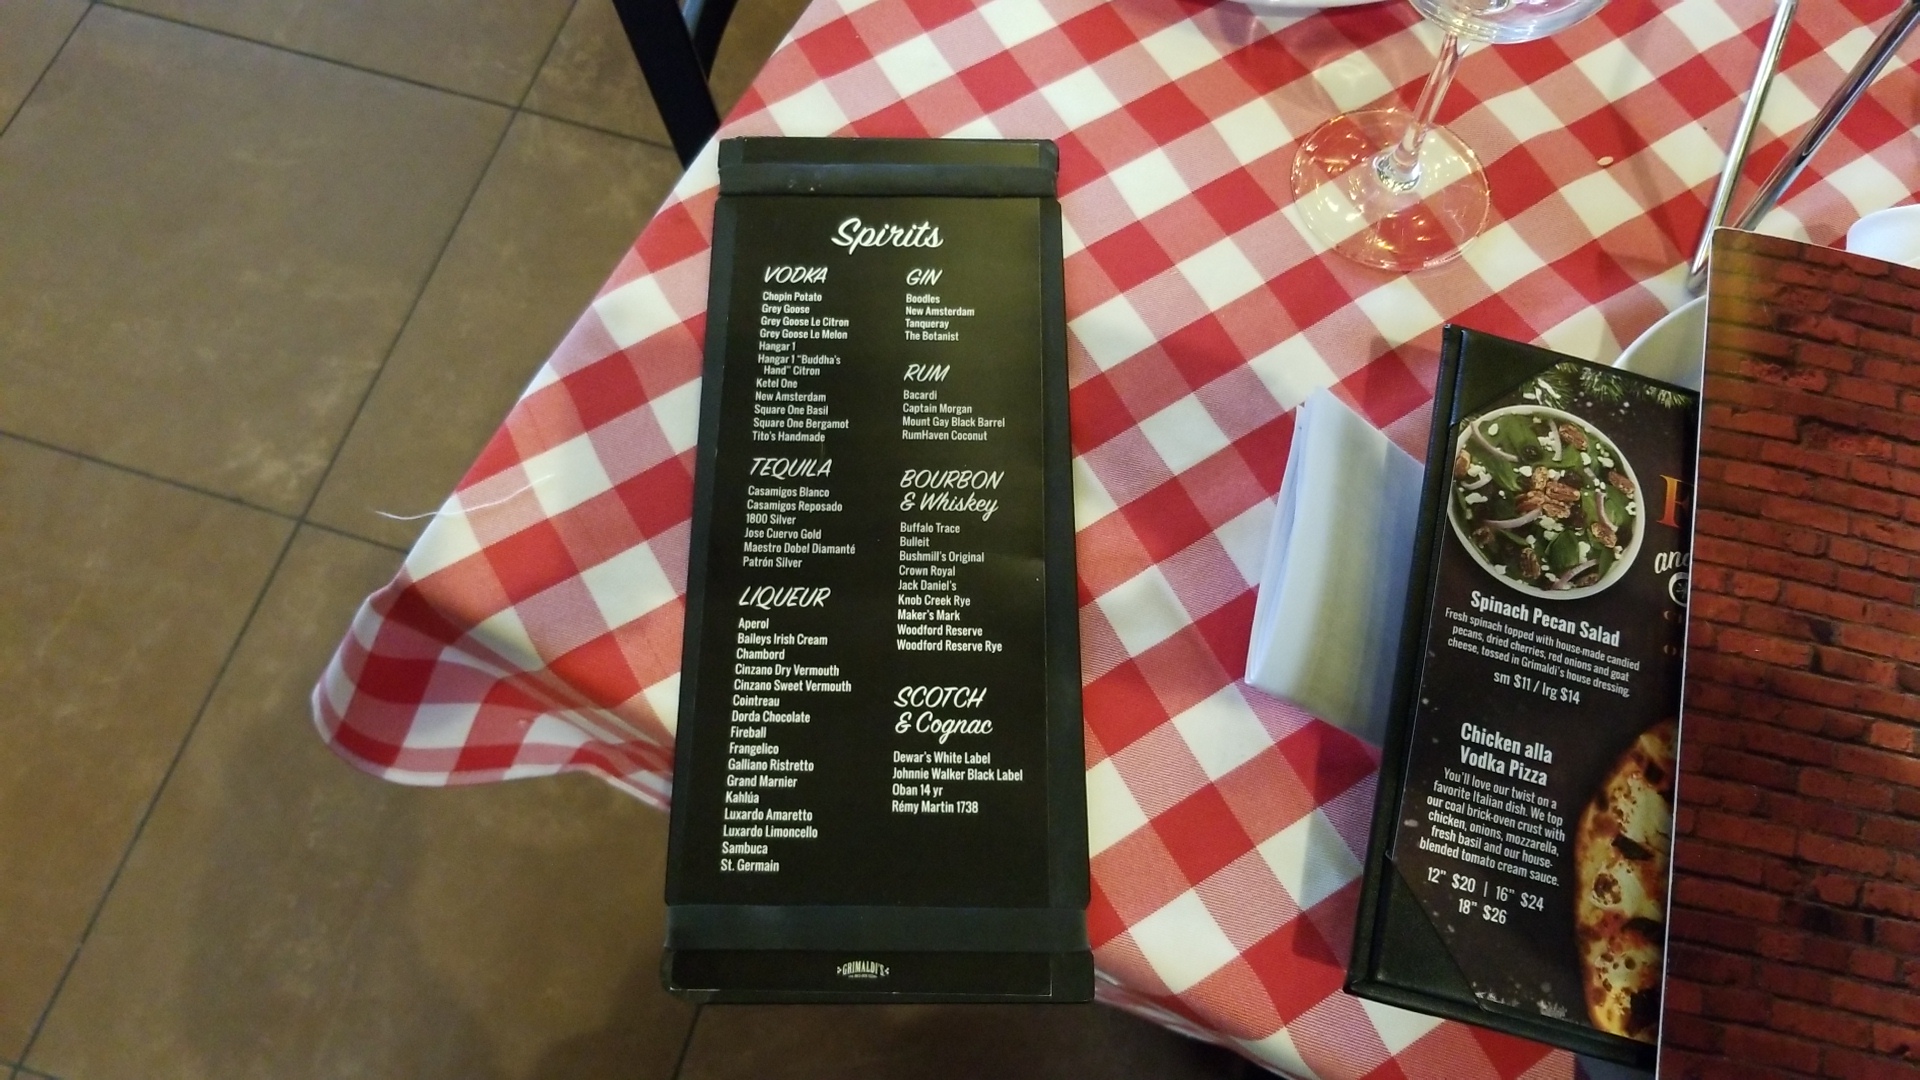 Spirits
VODKA
Chopin Potato
Grey Goose
Grey Goose Le Citron
Grey Goose Le Melon
Hangar 1
Hangar 1 "Buddha's
Hand" Citron
Ketel One
New Amsterdam
Square One Basil
Square One Bergamot
Tito's Handmade
TEQUILA
Casamigos Blanco
Casamigos Reposado
1800 Silver
Jose Cuervo Gold
Maestro Dobel Diamanté
Patrón Silver
LIQUEUR
Aperol
Baileys Irish Cream
Chambord
Cinzano Dry Vermouth
Cinzano Sweet Vermouth
Cointreau
Dorda Chocolate
Fireball
Frangelico
Galliano Ristretto
Grand Marnier
Kahlúa
Luxardo Amaretto
Luxardo Limoncello
Sambuca
St. Germain
GIN
Boodles
New Amsterdam
Tanqueray
The Botanist
RUM
Bacardi
Captain Morgan
Mount Gay Black Barrel
RumHaven Coconut
BOURBON
& Whiskey
Buffalo Trace
Bulleit
Bushmill's Original
Crown Royal
Jack Daniel's
Knob Creek Rye
Maker's Mark
Woodford Reserve
Woodford Reserve Rye
SCOTCH
& Cognac
Dewar's White Label
Johnnie Walker Black Label
Oban 14 yr
Rémy Martin 1738
GRIMALDI'S
Spinach Pecan Salad
Fresh spinach topped with house-made candied
pecans, dried cherries, red onions and goat
cheese, tossed in Grimaldi's house dressing.
sm $11 / lrg $14
Chicken alla
Vodka Pizza
You'll love our twist on a
favorite Italian dish. We top
our coal brick-oven crust with
chicken, onions, mozzarella,
fresh basil and our house-
blended tomato cream sauce.
12" $20 | 16" $24
18" $26